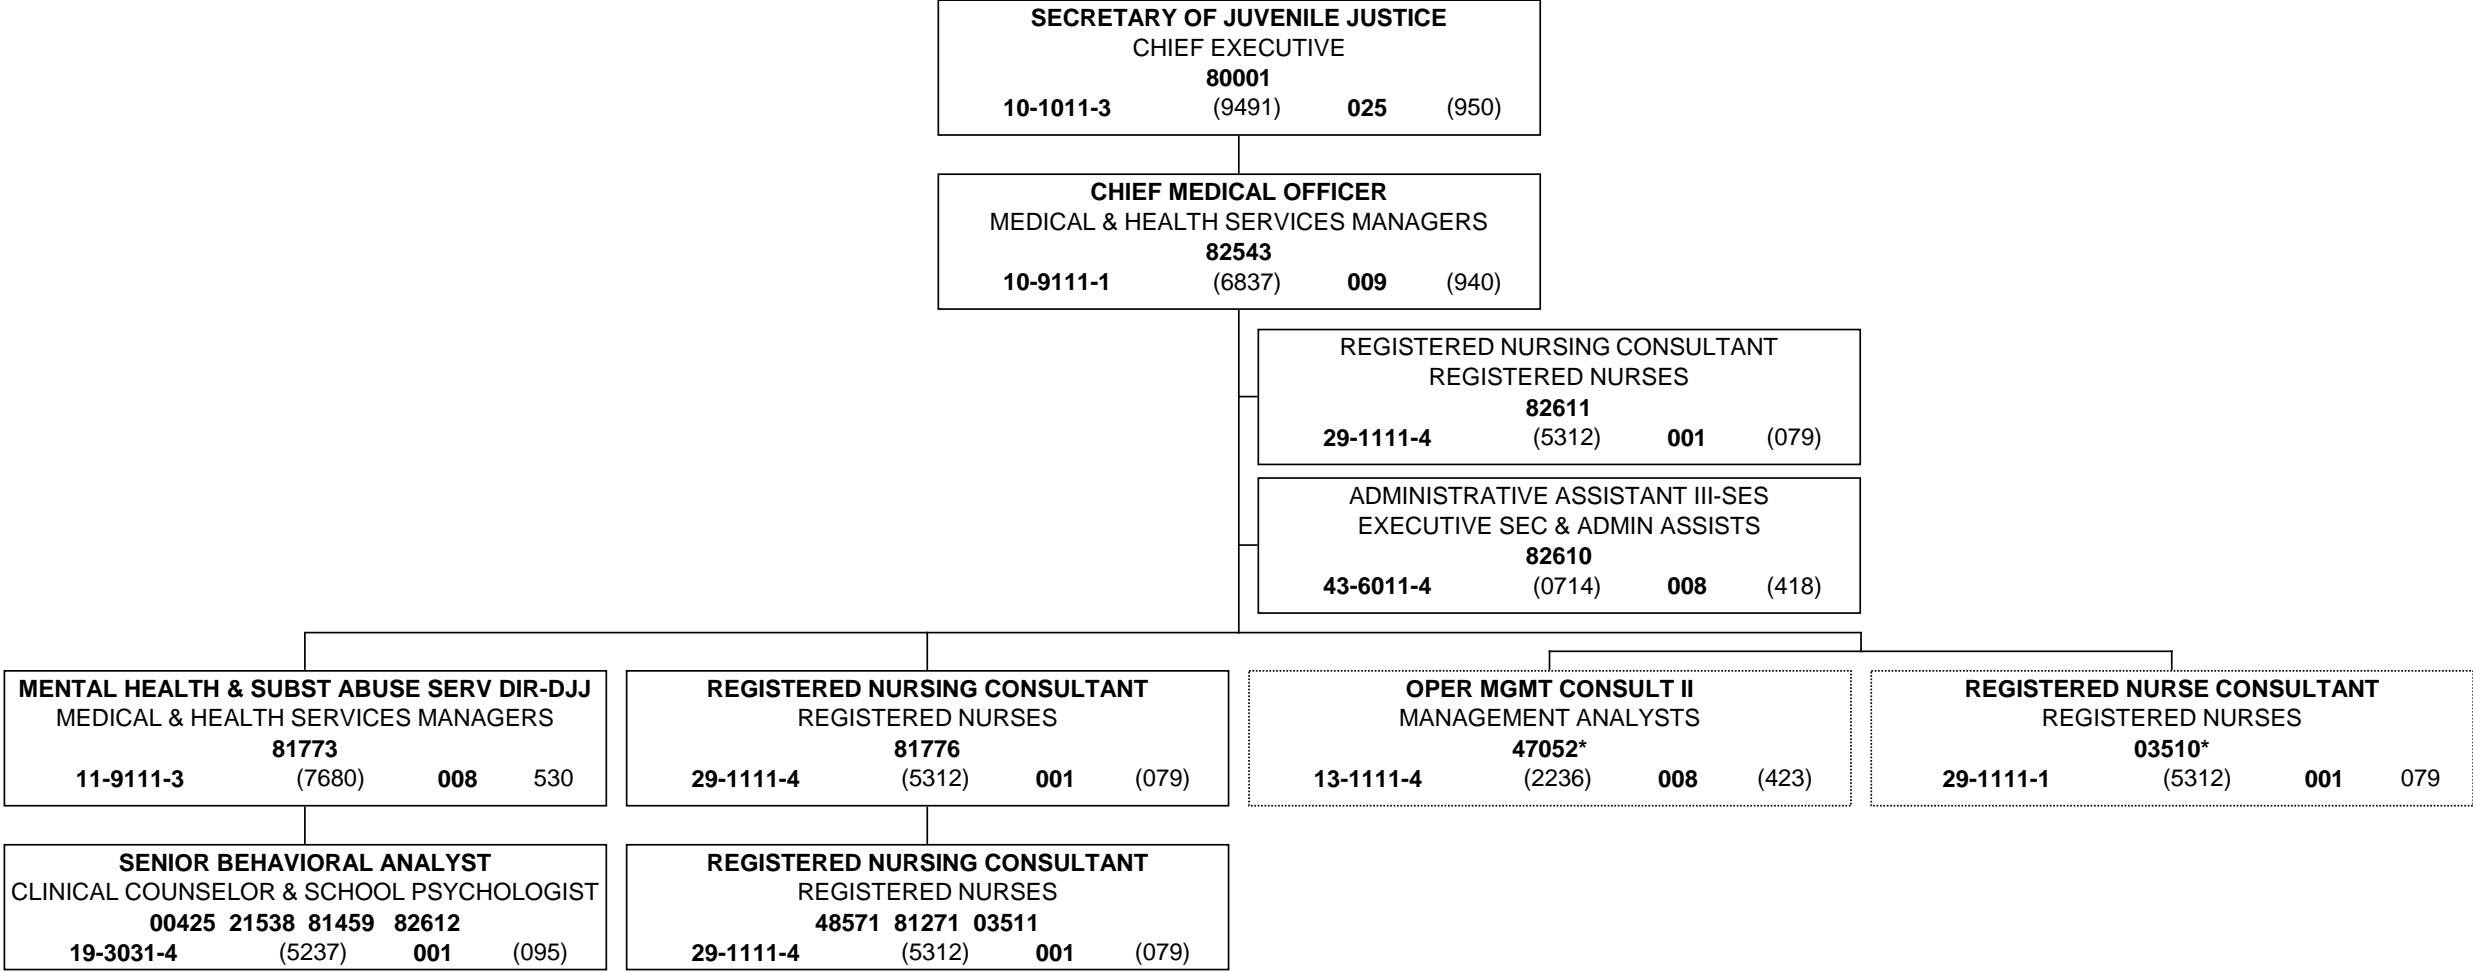 SECRETARY OF JUVENILE JUSTICE
CHIEF EXECUTIVE
80001
10-1011-3 (9491) 025 (950)
CHIEF MEDICAL OFFICER
MEDICAL & HEALTH SERVICES MANAGERS
82543
10-9111-1 (6837) 009 (940)
REGISTERED NURSING CONSULTANT
REGISTERED NURSES
82611
29-1111-4 (5312) 001 (079)
ADMINISTRATIVE ASSISTANT III-SES
EXECUTIVE SEC & ADMIN ASSISTS
82610
43-6011-4 (0714) 008 (418)
MENTAL HEALTH & SUBST ABUSE SERV DIR-DJJ
MEDICAL & HEALTH SERVICES MANAGERS
81773
11-9111-3 (7680) 008 530
REGISTERED NURSING CONSULTANT
REGISTERED NURSES
81776
29-1111-4 (5312) 001 (079)
OPER MGMT CONSULT II
MANAGEMENT ANALYSTS
47052*
13-1111-4 (2236) 008 (423)
REGISTERED NURSE CONSULTANT
REGISTERED NURSES
03510*
29-1111-1 (5312) 001 079
SENIOR BEHAVIORAL ANALYST
CLINICAL COUNSELOR & SCHOOL PSYCHOLOGIST
00425 21538 81459 82612
19-3031-4 (5237) 001 (095)
REGISTERED NURSING CONSULTANT
REGISTERED NURSES
48571 81271 03511
29-1111-4 (5312) 001 (079)